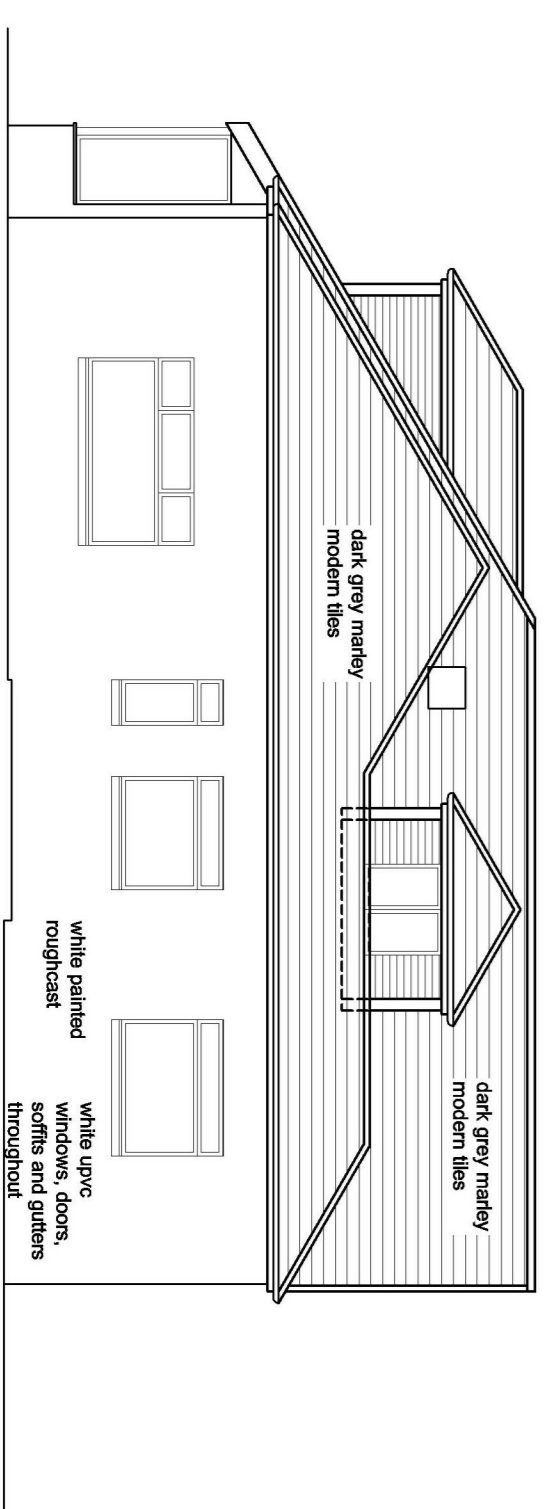 dark grey marley
modern tiles
dark grey marley
modern tiles
white painted
roughcast
white upvc
windows, doors,
soffits and gutters
throughout